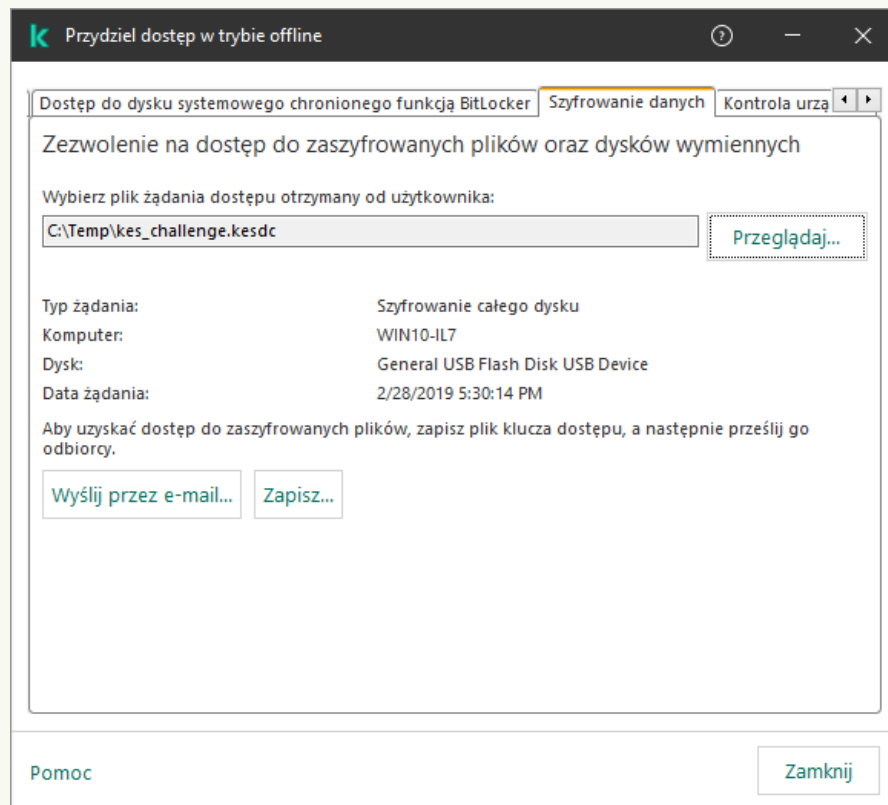 Przydziel dostęp w trybie offline
Dostęp do dysku systemowego chronionego funkcją BitLocker
Szyfrowanie danych
Kontrola urzą
Zezwolenie na dostęp do zaszyfrowanych plików oraz dysków wymiennych
Wybierz plik żądania dostępu otrzymany od użytkownika:
C:\Temp\kes_challenge.kesdc
Przeglądaj...
Typ żądania: Szyfrowanie całego dysku
Komputer: WIN10-IL7
Dysk: General USB Flash Disk USB Device
Data żądania: 2/28/2019 5:30:14 PM
Aby uzyskać dostęp do zaszyfrowanych plików, zapisz plik klucza dostępu, a następnie prześlij go
odbiorcy.
Wyślij przez e-mail... Zapisz...
Pomoc
Zamknij